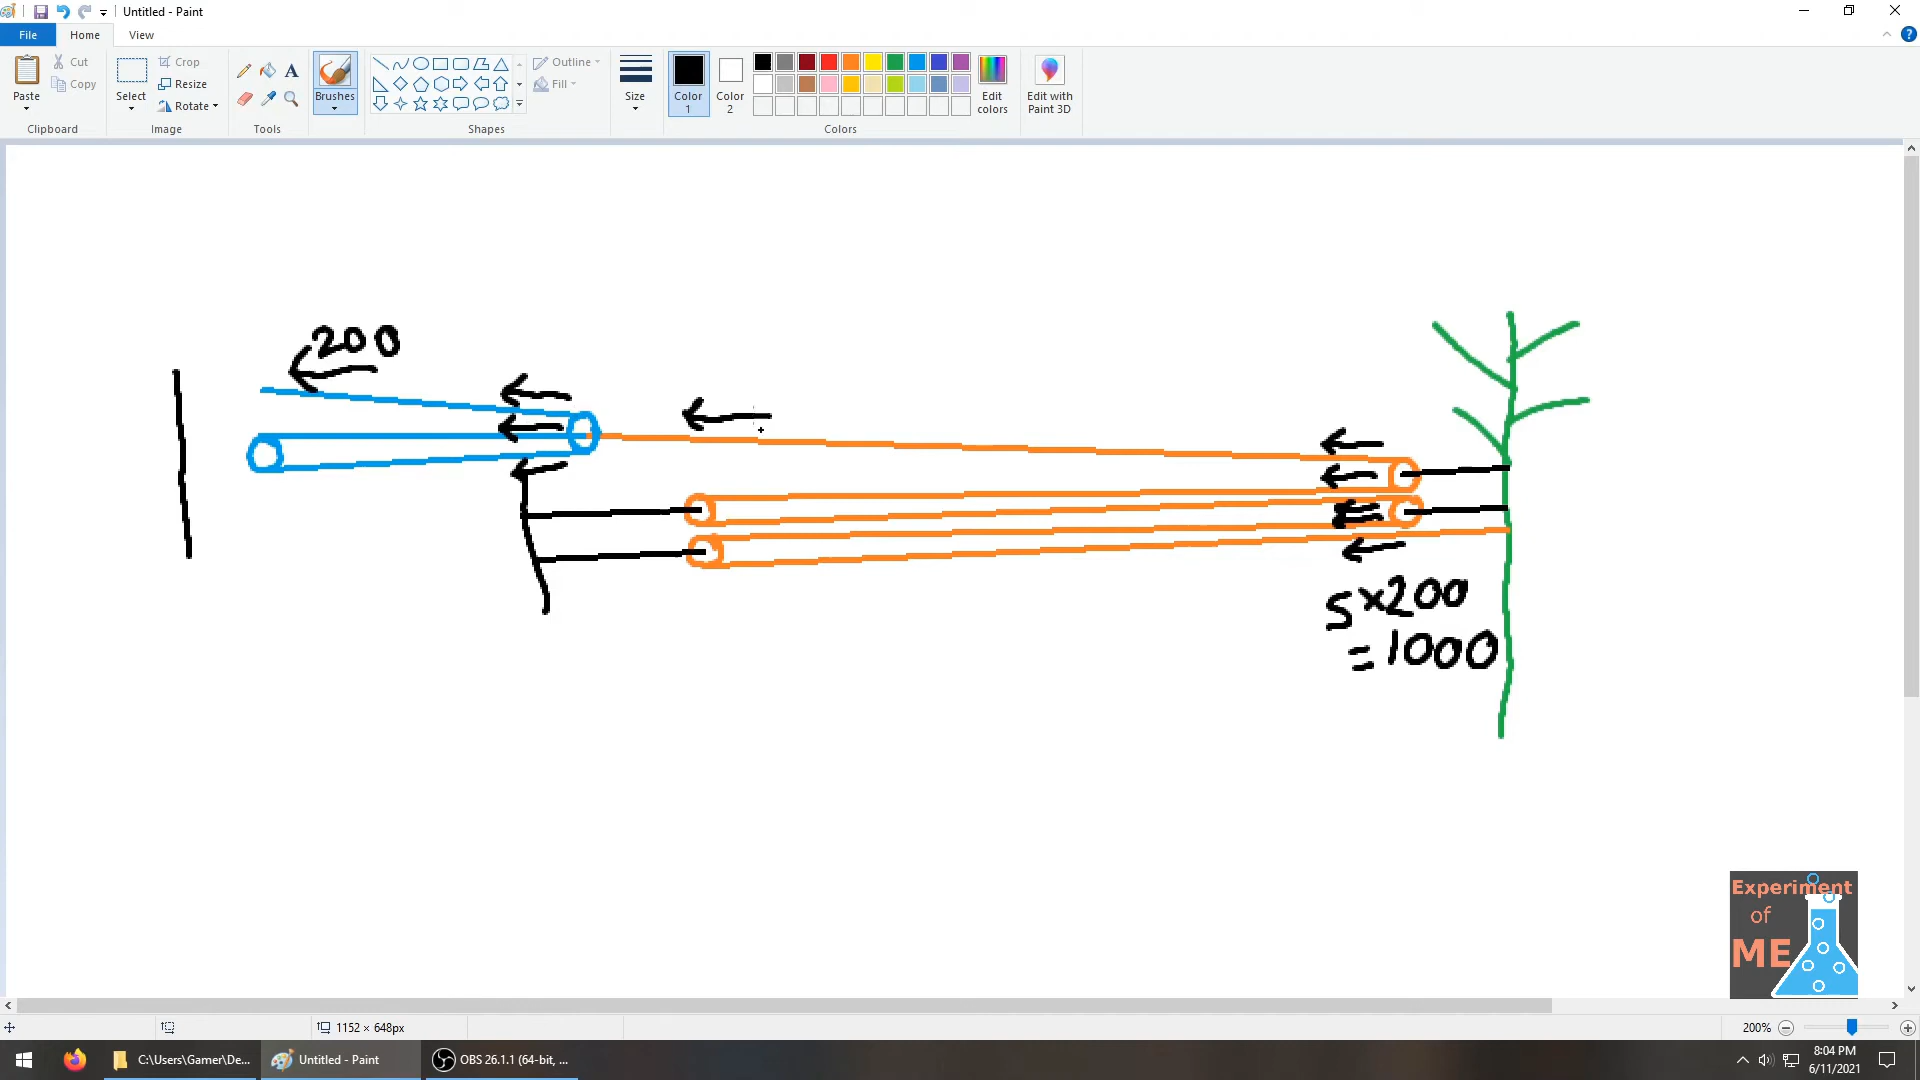 Untitled - Paint
File
Home
View
Paste
Cut
Copy
Clipboard
Select
Crop
Resize
Rotate
Image
A
Tools
Brushes
Outline
Fill
Shapes
Size
Color
1
Color
2
Edit
colors
Edit with
Paint 3D
Colors
200
5x200
=1000
Experiment
of
ME
1152 × 648px
200%
C:\Users\Gamer\De...
Untitled - Paint
OBS 26.1.1 (64-bit, ...
8:04 PM
6/11/2021